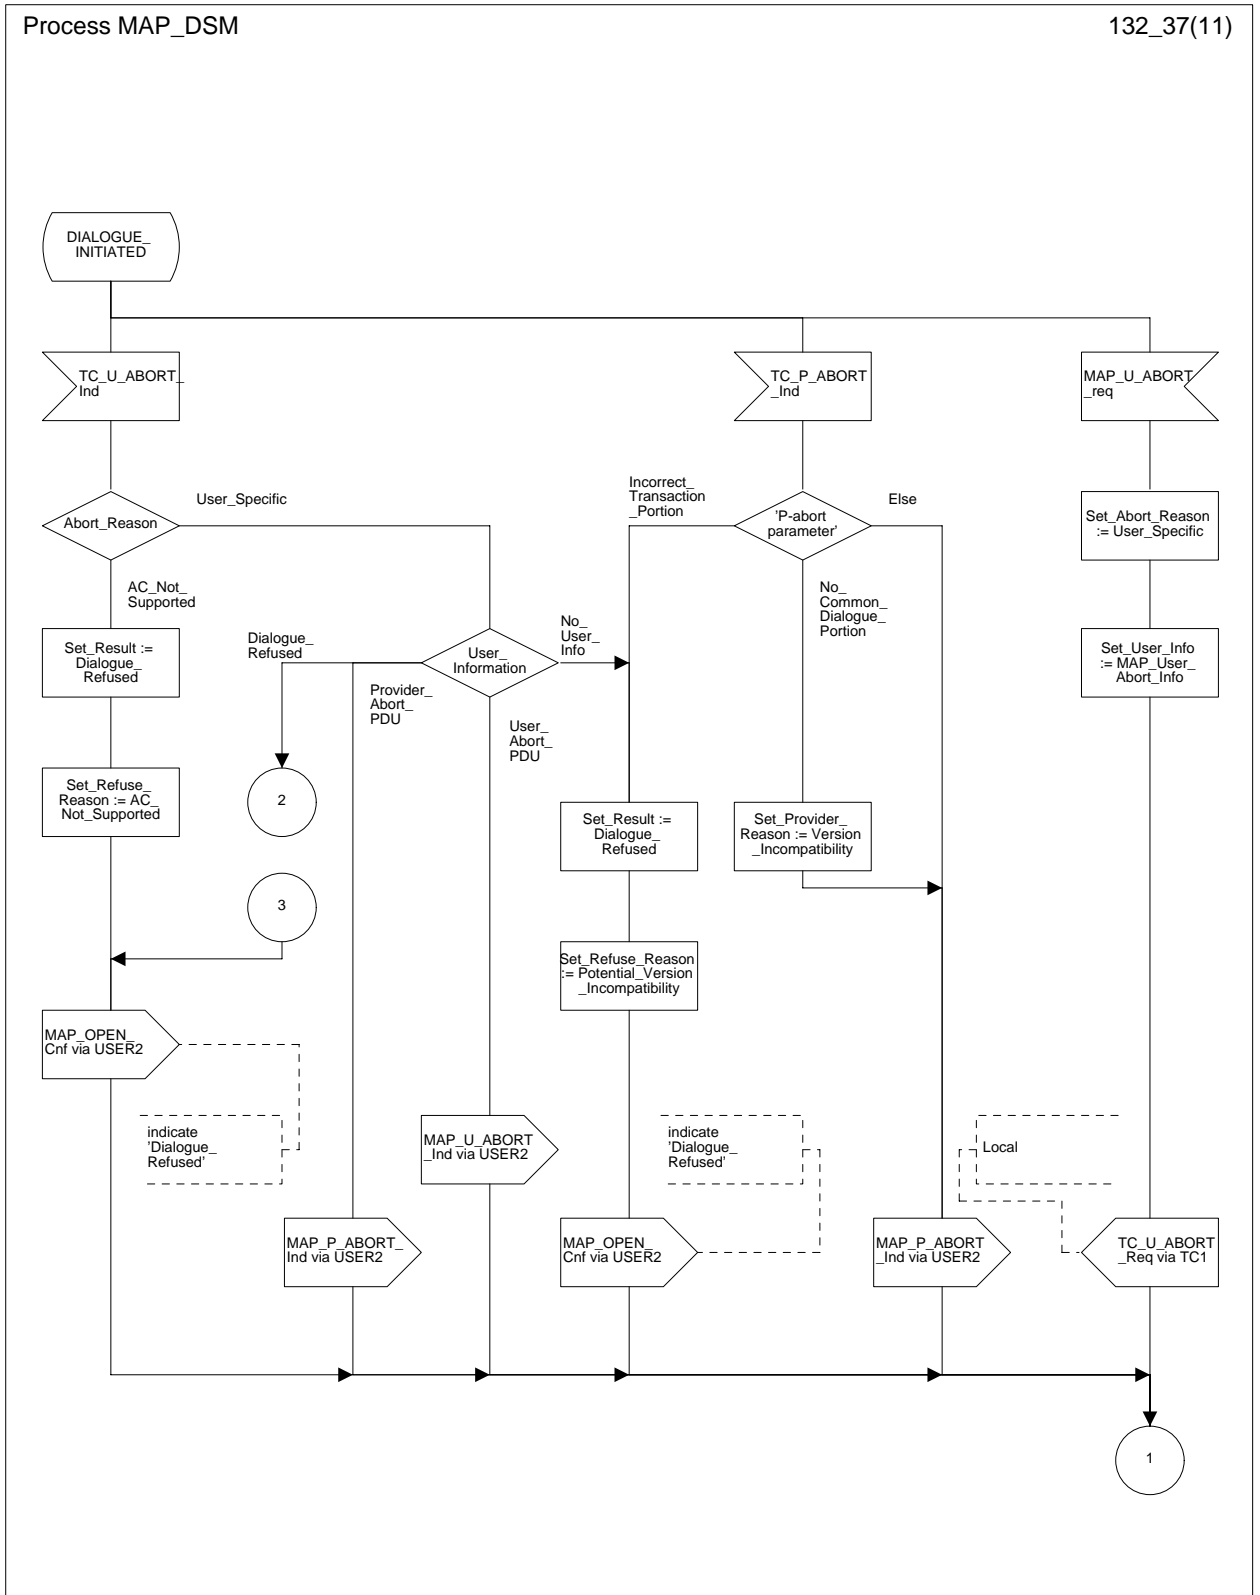 Process MAP_DSM
132_37(11)
DIALOGUE_
INITIATED
TC_U_ABORT_
Ind
TC_P_ABORT
_Ind
MAP_U_ABORT
_req
Abort_Reason
User_Specific
Incorrect_
Transaction
_Portion
'P-abort
parameter'
Else
Set_Abort_Reason
:= User_Specific
AC_Not_
Supported
No_
Common_
Dialogue_
Portion
Set_Result :=
Dialogue_
Refused
Dialogue_
Refused
User_
Information
No_
User_
Info
Provider_
Abort_
PDU
User_
Abort_
PDU
Set_User_Info
:= MAP_User_
Abort_Info
Set_Refuse_
Reason := AC_
Not_Supported
2
Set_Result :=
Dialogue_
Refused
Set_Provider_
Reason := Version
_Incompatibility
3
Set_Refuse_Reason
:= Potential_Version
_Incompatibility
MAP_OPEN_
Cnf via USER2
indicate
'Dialogue_
Refused'
MAP_U_ABORT
_Ind via USER2
indicate
'Dialogue_
Refused'
Local
MAP_P_ABORT_
Ind via USER2
MAP_OPEN_
Cnf via USER2
MAP_P_ABORT
_Ind via USER2
TC_U_ABORT
_Req via TC1
1